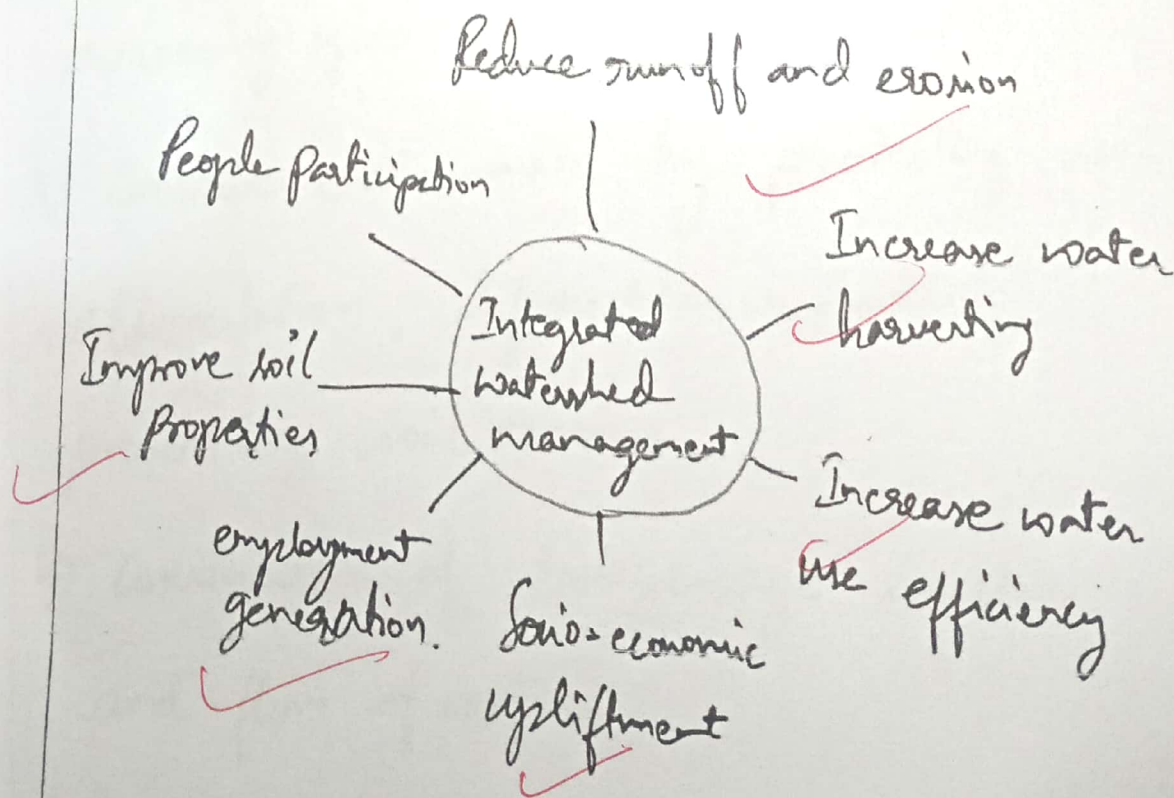 Reduce runoff and erosion
People participation
Increase water
harvesting
Integrated
watershed
management
Improve soil
properties
Increase water
use efficiency
employment
generation.
Socio-economic
upliftment